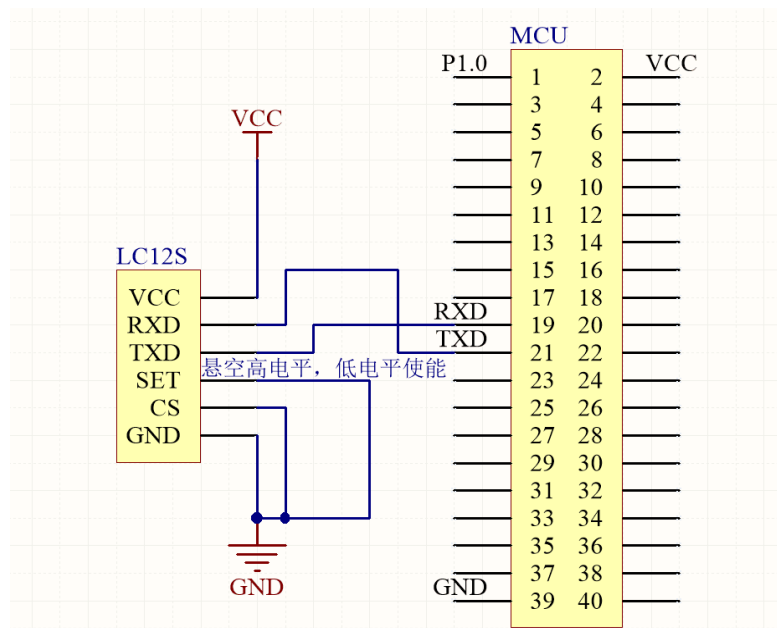 MCU
P1.0 1 2 VCC
3 4
VCC
5 6
7 8
9 10
11 12
LC12S
13 14
15 16
VCC 17 18
RXD RXD 19 20
TXD TXD 21 22
悬空高电平，低电平使能
SET 23 24
CS 25 26
GND 27 28
29 30
31 32
33 34
35 36
37 38
GND GND 39 40